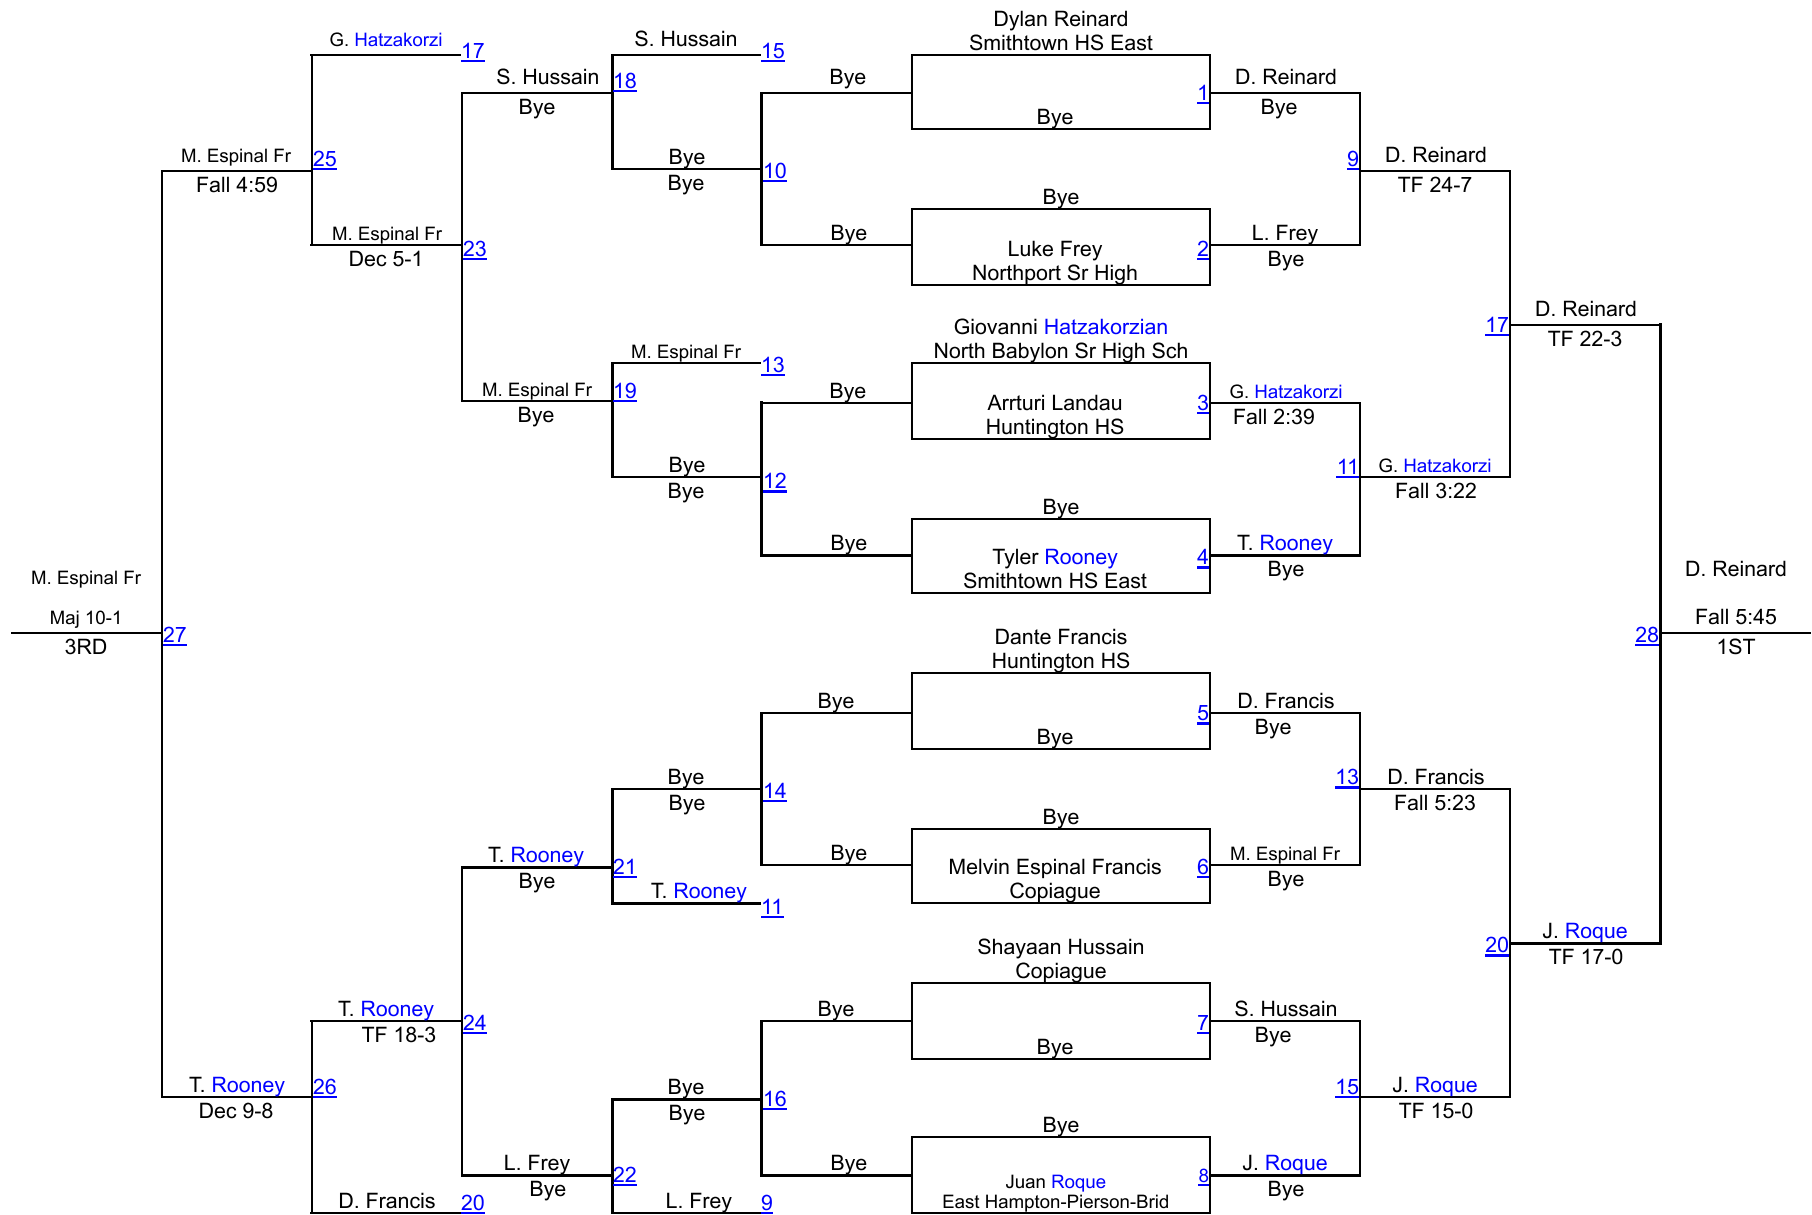 Dylan Reinard
G. Hatzakorzi
17
S. Hussain
15
Smithtown HS East
S. Hussain
18
Bye
1
D. Reinard
Bye
Bye
Bye
M. Espinal Fr
25
Bye
10
9
D. Reinard
Fall 4:59
Bye
TF 24-7
Bye
M. Espinal Fr
23
Bye
Luke Frey
2
L. Frey
Dec 5-1
Northport Sr High
Bye
D. Reinard
Giovanni Hatzakorzian
17
TF 22-3
M. Espinal Fr
13
North Babylon Sr High Sch
M. Espinal Fr
19
Bye
Arrturi Landau
3
G. Hatzakorzi
Bye
Huntington HS
Fall 2:39
Bye
12
11
G. Hatzakorzi
Bye
Fall 3:22
Bye
Bye
Tyler Rooney
4
T. Rooney
M. Espinal Fr
Smithtown HS East
Bye
D. Reinard
Maj 10-1
Fall 5:45
3RD
27
Dante Francis
28
1ST
Huntington HS
Bye
5
D. Francis
Bye
Bye
Bye
14
13
D. Francis
Bye
Fall 5:23
Bye
T. Rooney
21
Bye
Melvin Espinal Francis
6
M. Espinal Fr
Bye
T. Rooney
11
Copiague
Bye
Shayaan Hussain
20
J. Roque
Copiague
TF 17-0
T. Rooney
24
Bye
7
S. Hussain
TF 18-3
Bye
Bye
T. Rooney
26
Bye
16
15
J. Roque
Dec 9-8
Bye
TF 15-0
Bye
L. Frey
22
Bye
Juan Roque
8
J. Roque
Bye
East Hampton-Pierson-Brid
Bye
D. Francis
20
L. Frey
9